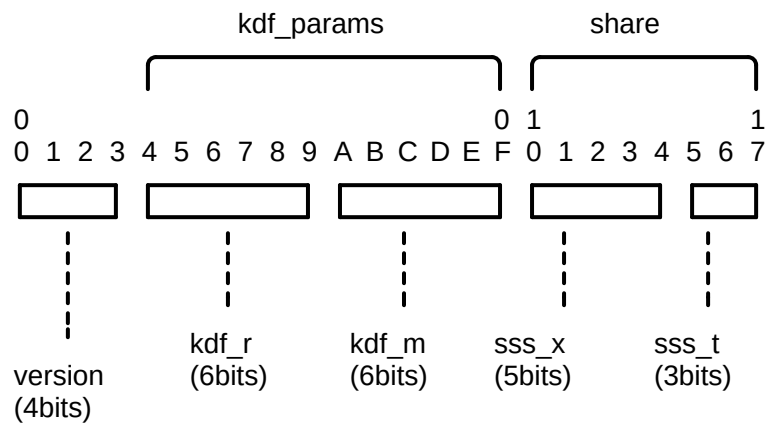 kdf_params share
0 0 1 1
0 1 2 3 4 5 6 7 8 9 A B C D E F 0 1 2 3 4 5 6 7
kdf_r kdf_m sss_x sss_t
(6bits) (6bits) (5bits) (3bits)
version
(4bits)